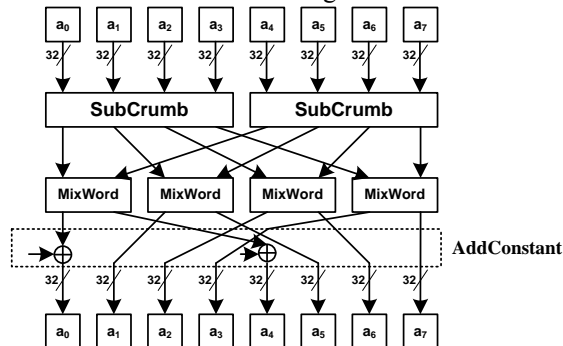 a0 a1 a2 a3 a4 a5 a6 a7
32 32 32 32 32 32 32 32
SubCrumb SubCrumb
MixWord MixWord MixWord MixWord
AddConstant
32 32 32 32 32 32 32 32
a0 a1 a2 a3 a4 a5 a6 a7